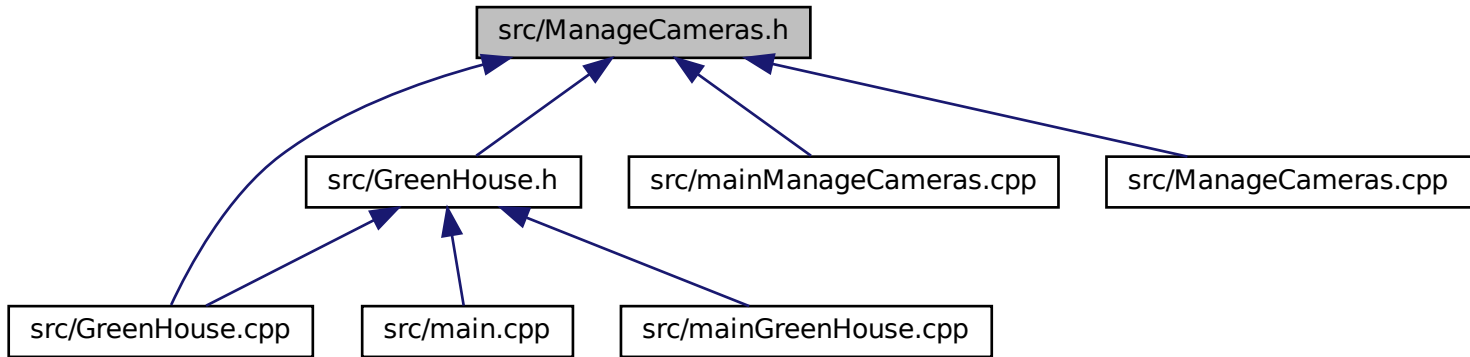 src/ManageCameras.h
src/GreenHouse.h
src/mainManageCameras.cpp
src/ManageCameras.cpp
src/GreenHouse.cpp
src/main.cpp
src/mainGreenHouse.cpp